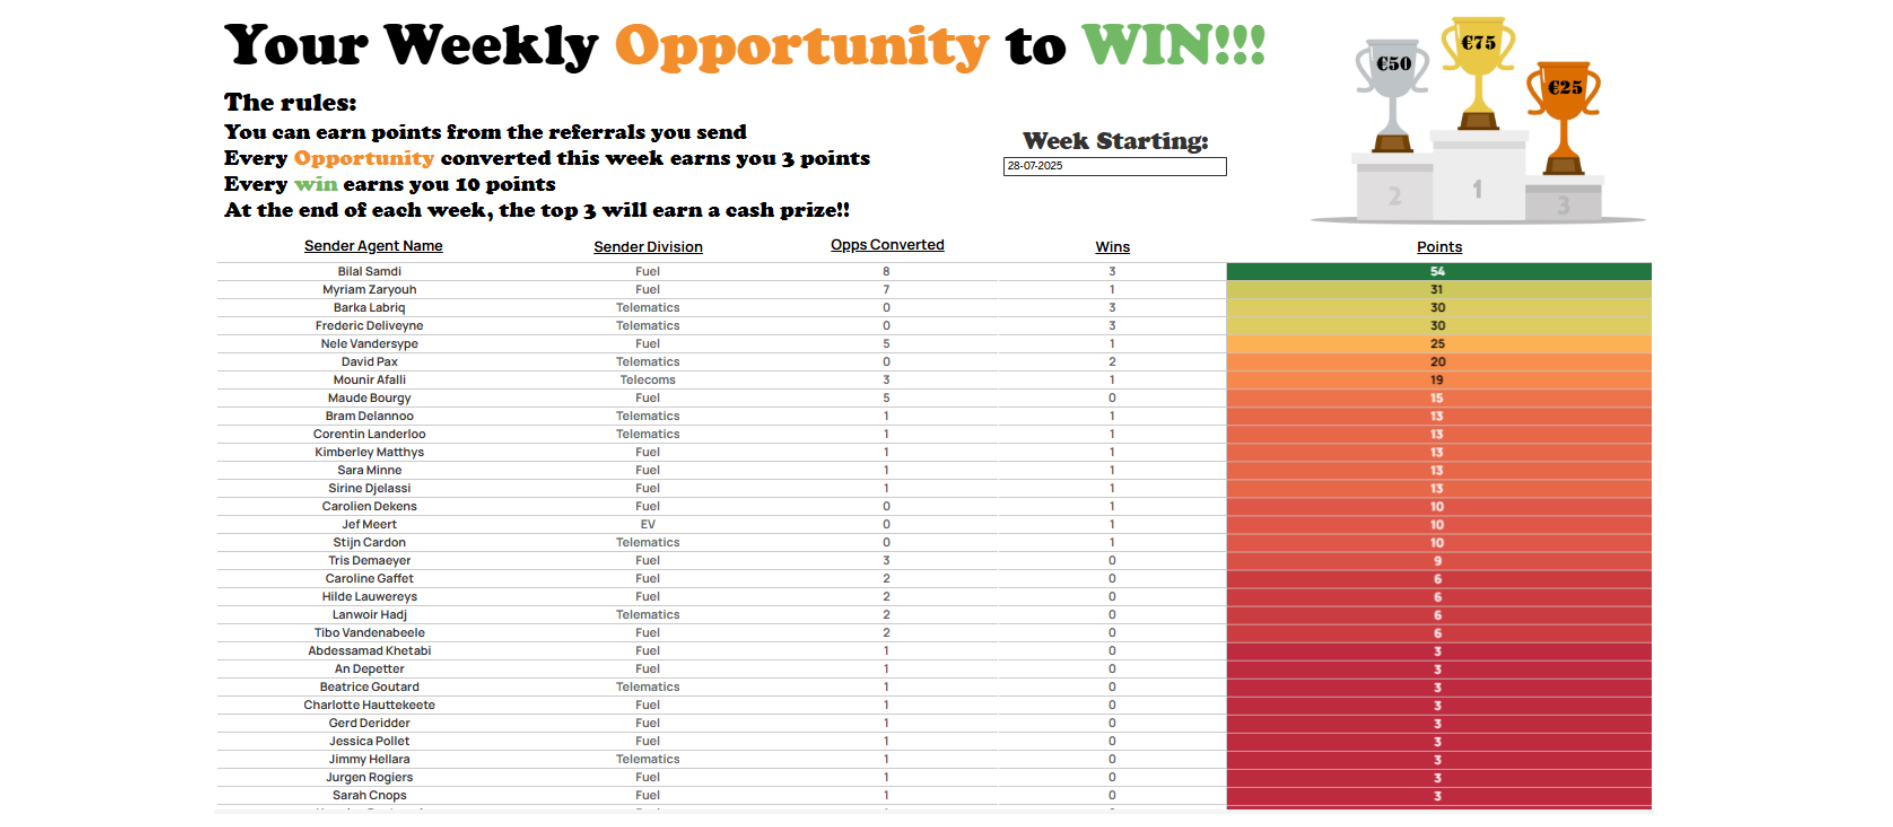 Your Weekly Opportunity to WIN!!!
€50 €75 €25
The rules:
You can earn points from the referrals you send
Every Opportunity converted this week earns you 3 points
Every win earns you 10 points
At the end of each week, the top 3 will earn a cash prize!!
Week Starting:
28-07-2025
2 1 3
Sender Agent Name Sender Division Opps Converted Wins Points
Bilal Samdi Fuel 8 3 54
Myriam Zaryouh Fuel 7 1 31
Barka Labriq Telematics 0 3 30
Frederic Deliveyne Telematics 0 3 30
Nele Vandersype Fuel 5 1 25
David Pax Telematics 0 2 20
Mounir Afalli Telecoms 3 1 19
Maude Bourgy Fuel 5 0 15
Bram Delannoo Telematics 1 1 13
Corentin Landerloo Telematics 1 1 13
Kimberley Matthys Fuel 1 1 13
Sara Minne Fuel 1 1 13
Sirine Djelassi Fuel 1 1 13
Carolien Dekens Fuel 0 1 10
Jef Meert EV 0 1 10
Stijn Cardon Telematics 0 1 10
Tris Demaeyer Fuel 3 0 9
Caroline Gaffet Fuel 2 0 6
Hilde Lauwereys Fuel 2 0 6
Lanwoir Hadj Telematics 2 0 6
Tibo Vandenabeele Fuel 2 0 6
Abdessamad Khetabi Fuel 1 0 3
An Depetter Fuel 1 0 3
Beatrice Goutard Telematics 1 0 3
Charlotte Hauttekeete Fuel 1 0 3
Gerd Deridder Fuel 1 0 3
Jessica Pollet Fuel 1 0 3
Jimmy Hellara Telematics 1 0 3
Jurgen Rogiers Fuel 1 0 3
Sarah Cnops Fuel 1 0 3